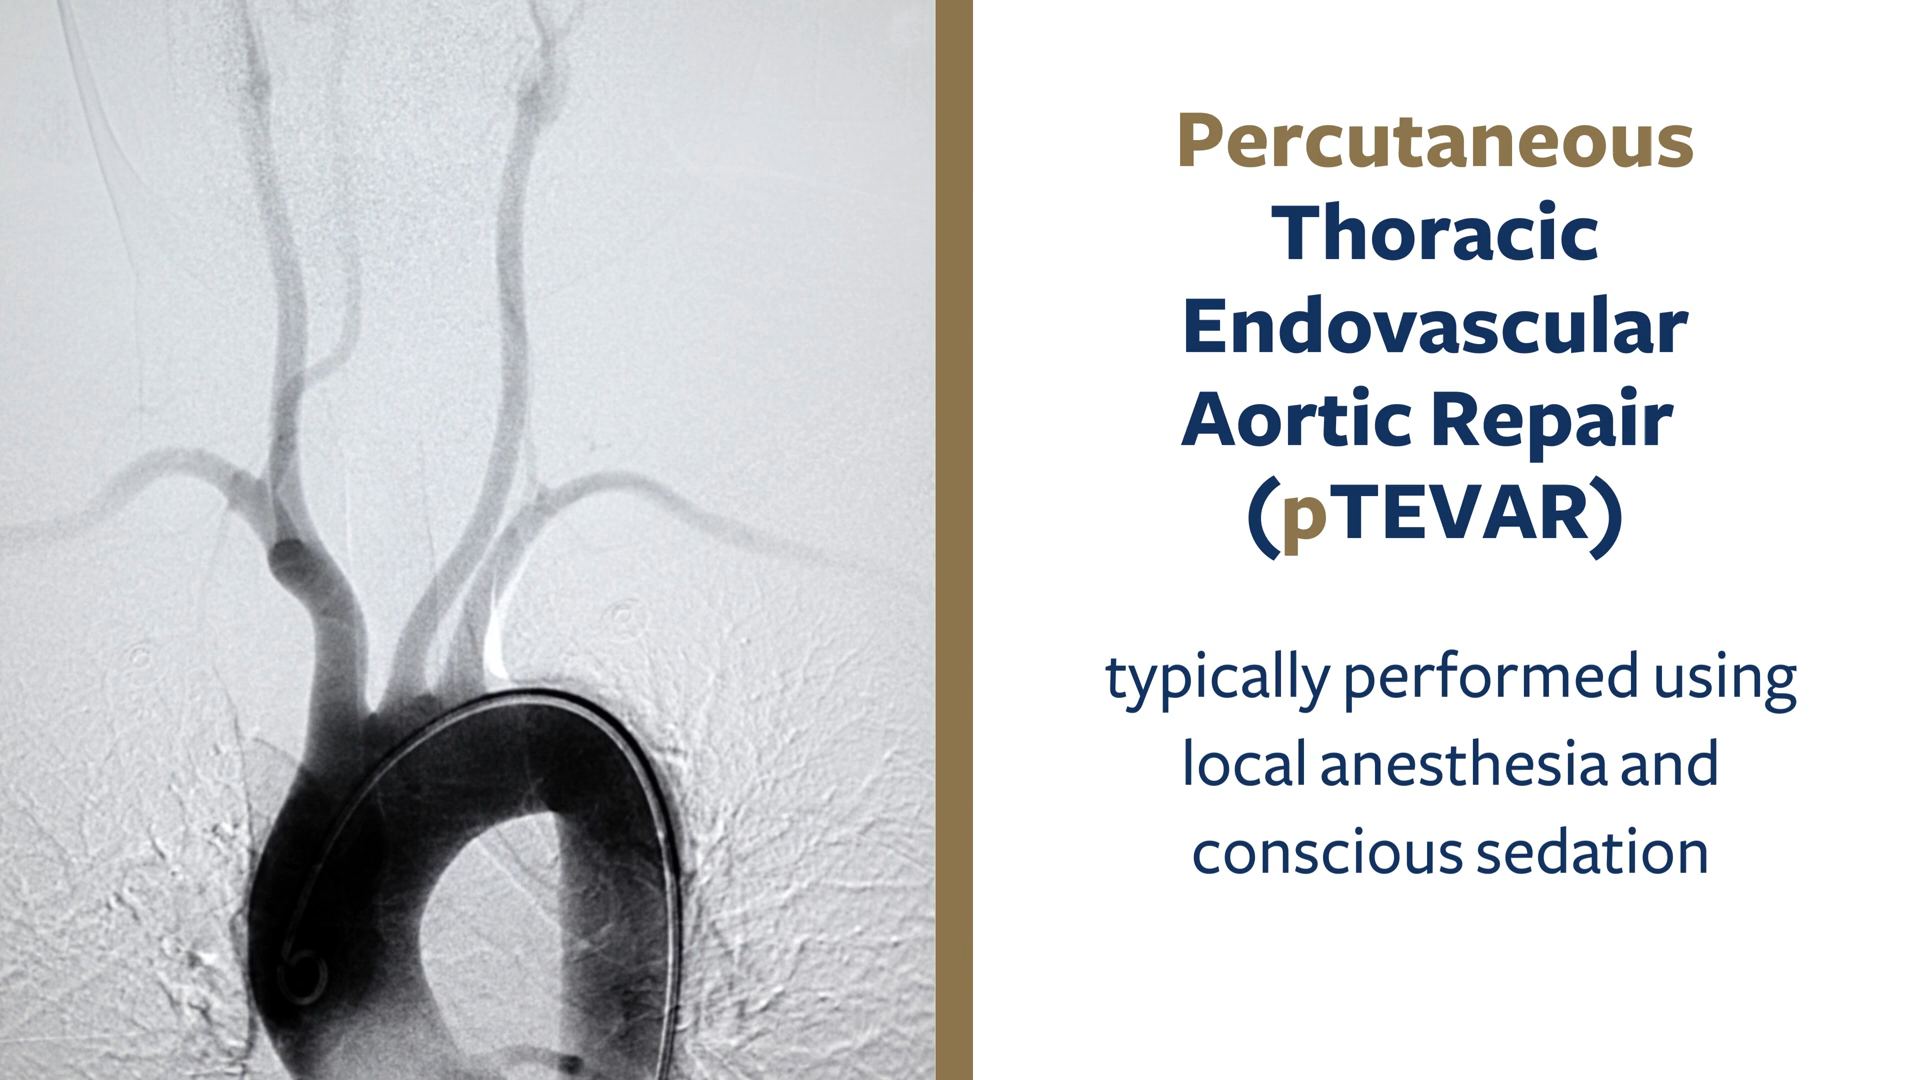 Percutaneous
Thoracic
Endovascular
Aortic Repair
(pTEVAR)
typically performed using
local anesthesia and
conscious sedation